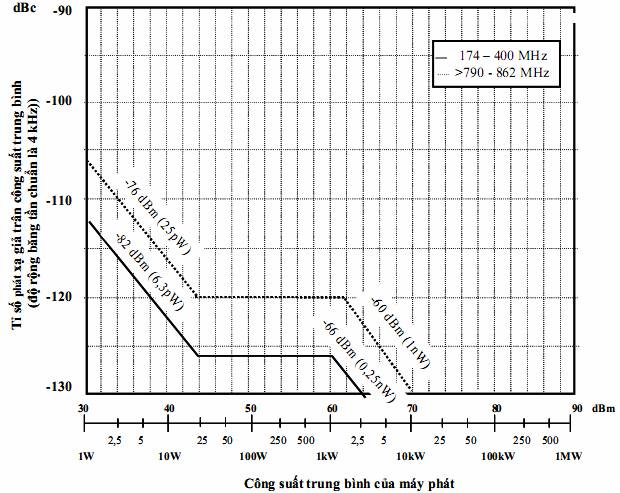 dBc
-90
-100
-110
-120
-130
Tỉ số phát xạ giả trên công suất trung bình
(độ rộng băng tần chuẩn là 4 kHz))
174 – 400 MHz
>790 - 862 MHz
-76 dBm (25pW)
-82 dBm (6,3pW)
-60 dBm (1nW)
-66 dBm (0,25nW)
30 40 50 60 70 80 90 dBm
2,5 5 25 50 250 500 2,5 5 25 50 250 500
1W 10W 100W 1kW 10kW 100kW 1MW
Công suất trung bình của máy phát